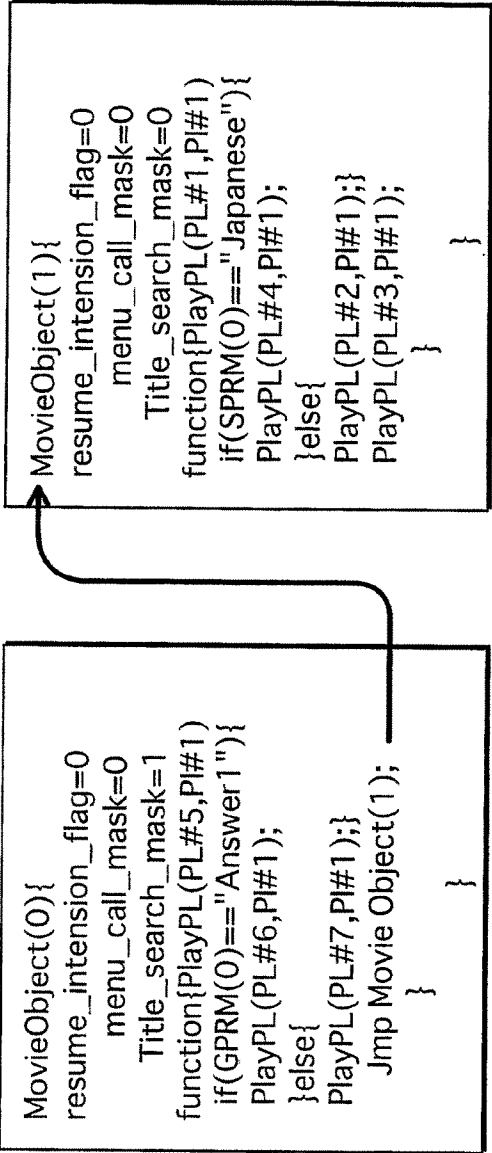 MovieObject(0){
resume_intension_flag=0
menu_call_mask=0
Title_search_mask=1
function{PlayPL(PL#5,PI#1)
if(GPRM(0)=="Answer1"){
PlayPL(PL#6,PI#1);
}else{
PlayPL(PL#7,PI#1);}
Jmp Movie Object(1);
}
}
MovieObject(1){
resume_intension_flag=0
menu_call_mask=0
Title_search_mask=0
function{PlayPL(PL#1,PI#1)
if(SPRM(0)=="Japanese"){
PlayPL(PL#4,PI#1);
}else{
PlayPL(PL#2,PI#1);}
PlayPL(PL#3,PI#1);
}
}